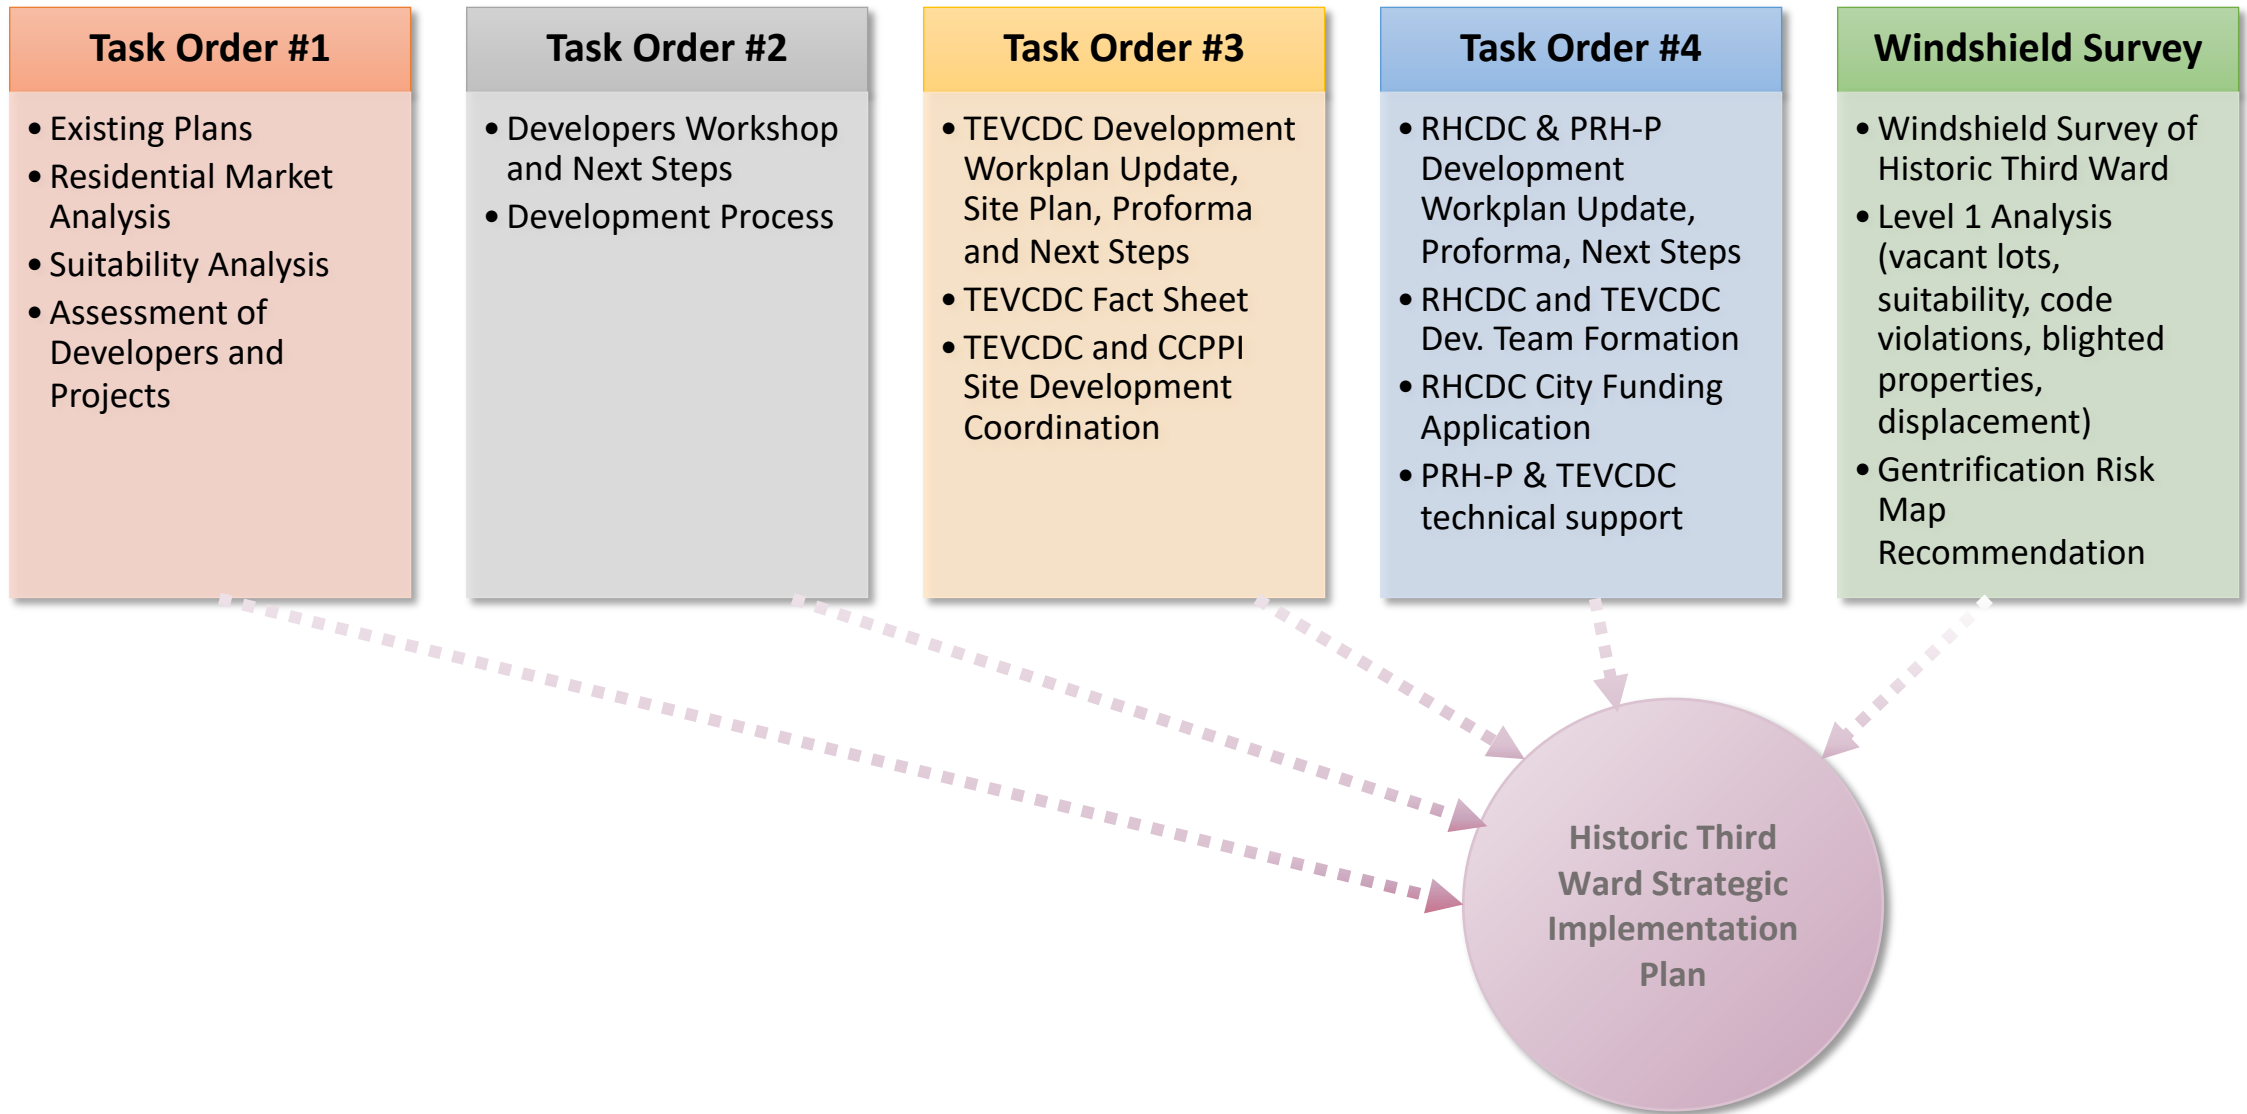 Task Order #1
• Existing Plans
• Residential Market
Analysis
• Suitability Analysis
• Assessment of
Developers and
Projects
Task Order #2
• Developers Workshop
and Next Steps
• Development Process
Task Order #3
• TEVCDC Development
Workplan Update,
Site Plan, Proforma
and Next Steps
• TEVCDC Fact Sheet
• TEVCDC and CCPPI
Site Development
Coordination
Task Order #4
• RHCDC & PRH-P
Development
Workplan Update,
Proforma, Next Steps
• RHCDC and TEVCDC
Dev. Team Formation
• RHCDC City Funding
Application
• PRH-P & TEVCDC
technical support
Windshield Survey
• Windshield Survey of
Historic Third Ward
• Level 1 Analysis
(vacant lots,
suitability, code
violations, blighted
properties,
displacement)
• Gentrification Risk
Map
Recommendation
Historic Third
Ward Strategic
Implementation
Plan